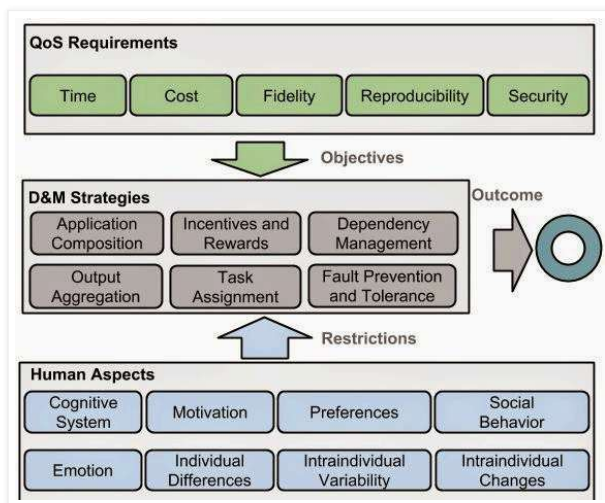 QoS Requirements
Time Cost Fidelity Reproducibility Security
Objectives
D&M Strategies
Outcome
Application Composition
Incentives and Rewards
Dependency Management
Output Aggregation
Task Assignment
Fault Prevention and Tolerance
Restrictions
Human Aspects
Cognitive System
Motivation
Preferences
Social Behavior
Emotion
Individual Differences
Intraindividual Variability
Intraindividual Changes